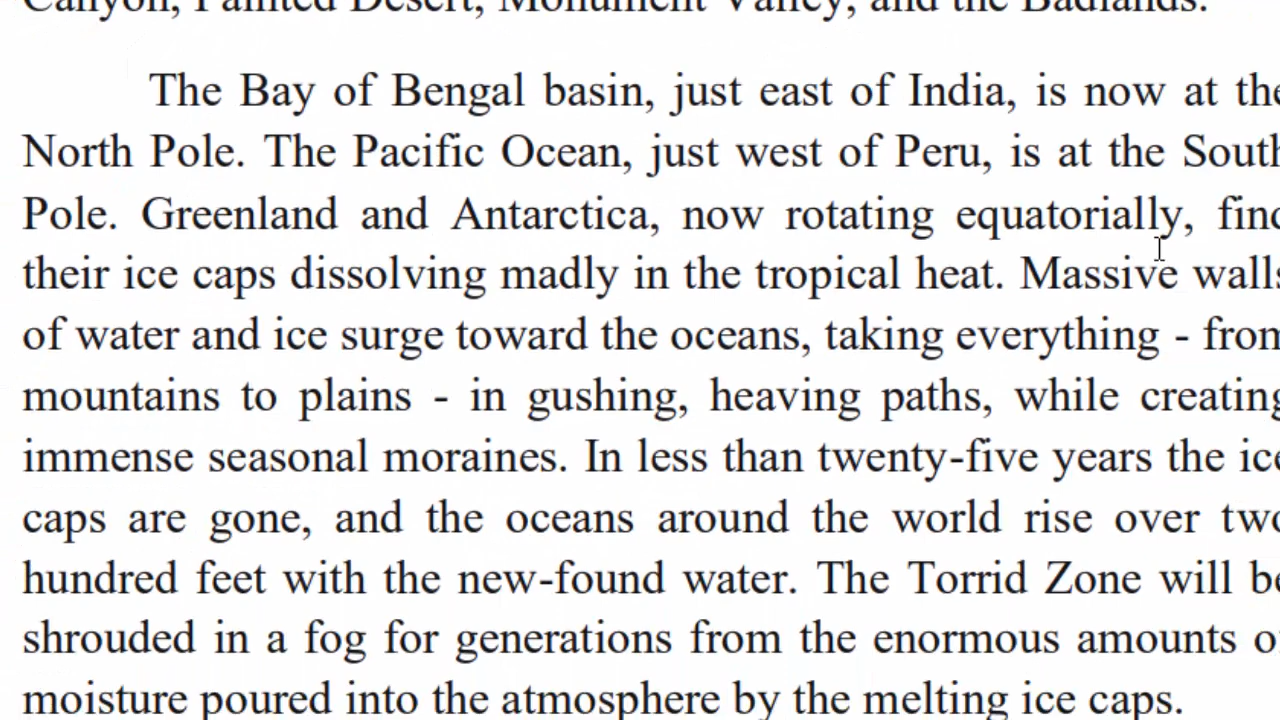 Canyon, Painted Desert, Monument Valley, and the Badlands.
The Bay of Bengal basin, just east of India, is now at the
North Pole. The Pacific Ocean, just west of Peru, is at the South
Pole. Greenland and Antarctica, now rotating equatorially, find
their ice caps dissolving madly in the tropical heat. Massive walls
of water and ice surge toward the oceans, taking everything - from
mountains to plains - in gushing, heaving paths, while creating
immense seasonal moraines. In less than twenty-five years the ice
caps are gone, and the oceans around the world rise over two
hundred feet with the new-found water. The Torrid Zone will be
shrouded in a fog for generations from the enormous amounts of
moisture poured into the atmosphere by the melting ice caps.